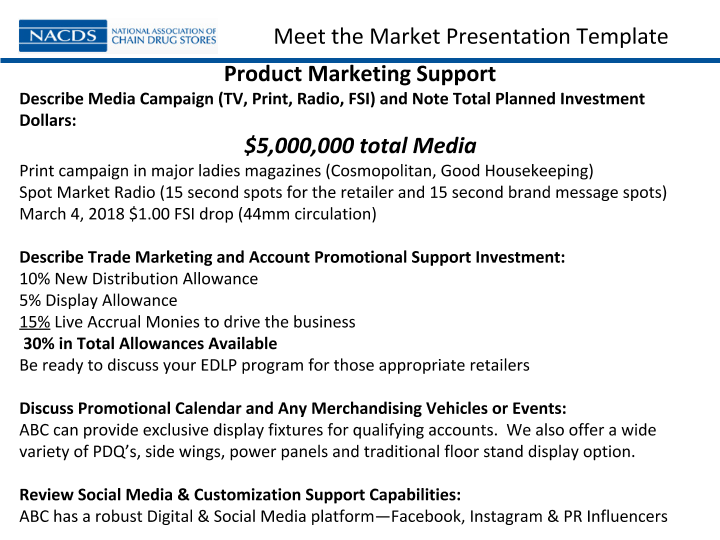 NACDS NATIONAL ASSOCIATION OF
CHAIN DRUG STORES
Meet the Market Presentation Template
Product Marketing Support
Describe Media Campaign (TV, Print, Radio, FSI) and Note Total Planned Investment
Dollars:
$5,000,000 total Media
Print campaign in major ladies magazines (Cosmopolitan, Good Housekeeping)
Spot Market Radio (15 second spots for the retailer and 15 second brand message spots)
March 4, 2018 $1.00 FSI drop (44mm circulation)
Describe Trade Marketing and Account Promotional Support Investment:
10% New Distribution Allowance
5% Display Allowance
15% Live Accrual Monies to drive the business
30% in Total Allowances Available
Be ready to discuss your EDLP program for those appropriate retailers
Discuss Promotional Calendar and Any Merchandising Vehicles or Events:
ABC can provide exclusive display fixtures for qualifying accounts.  We also offer a wide
variety of PDQ’s, side wings, power panels and traditional floor stand display option.
Review Social Media & Customization Support Capabilities:
ABC has a robust Digital & Social Media platform—Facebook, Instagram & PR Influencers